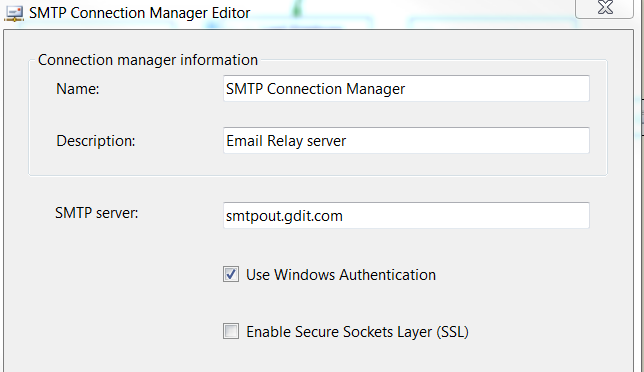 SMTP Connection Manager Editor
Connection manager information
Name: SMTP Connection Manager
Description: Email Relay server
SMTP server: smtpout.gdit.com
Use Windows Authentication
Enable Secure Sockets Layer (SSL)